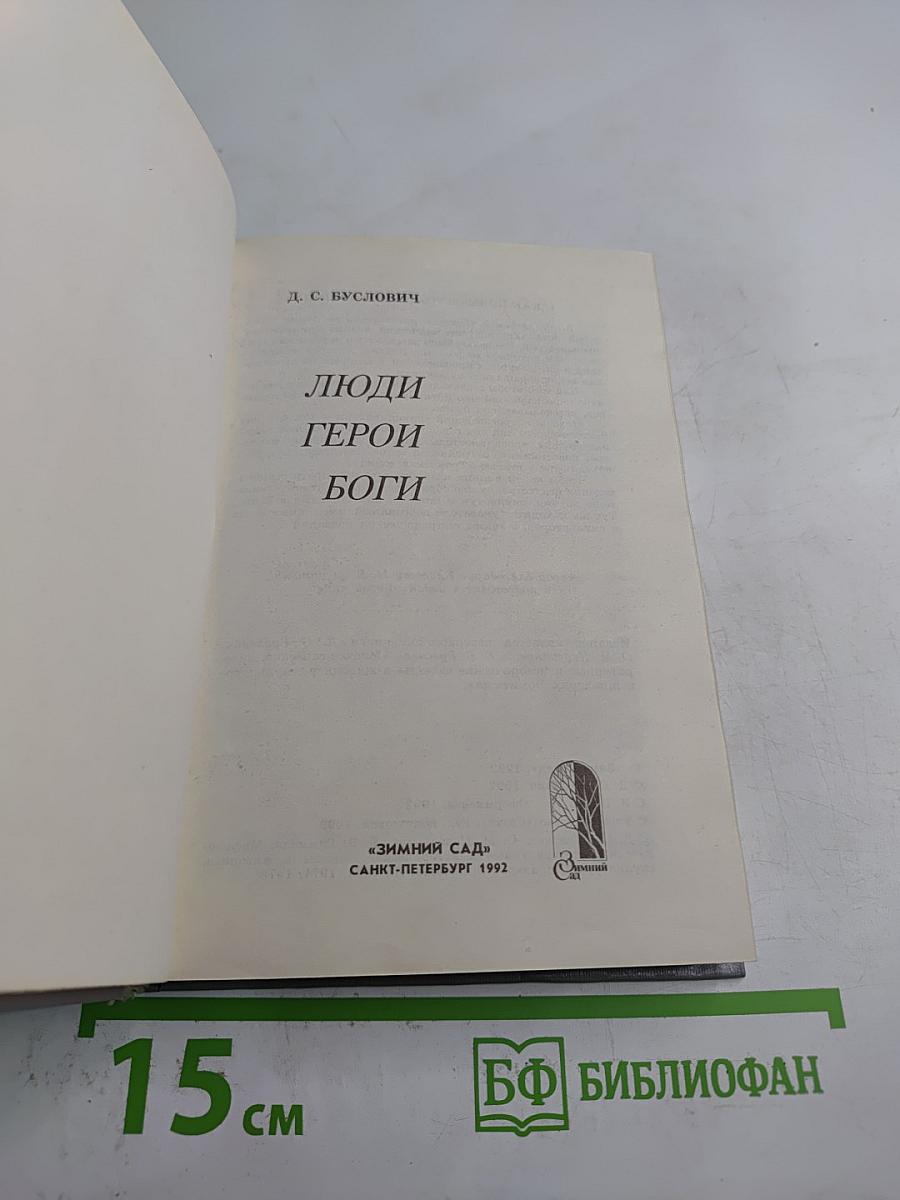 Д. С. БУСЛОВИЧ
ЛЮДИ
ГЕРОИ
БОГИ
«ЗИМНИЙ САД»
САНКТ-ПЕТЕРБУРГ 1992
Зимний
Сад
15 см
БФ БИБЛИОФАН